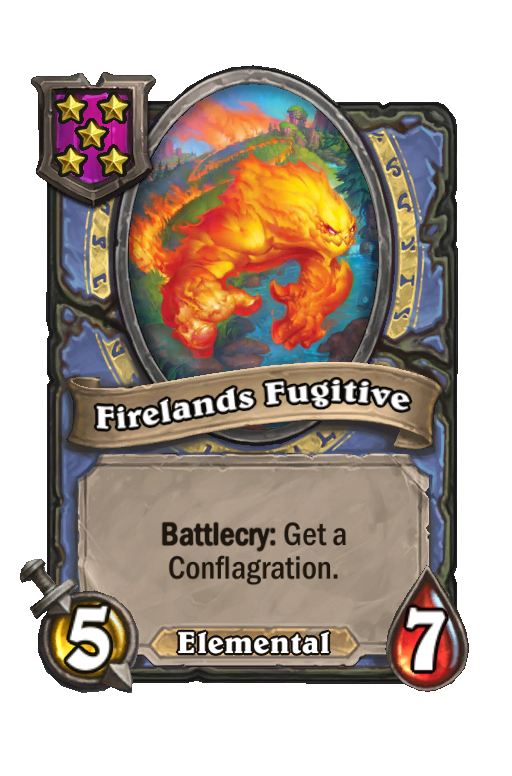 Firelands Fugitive
Battlecry: Get a
Conflagration.
5
Elemental
7